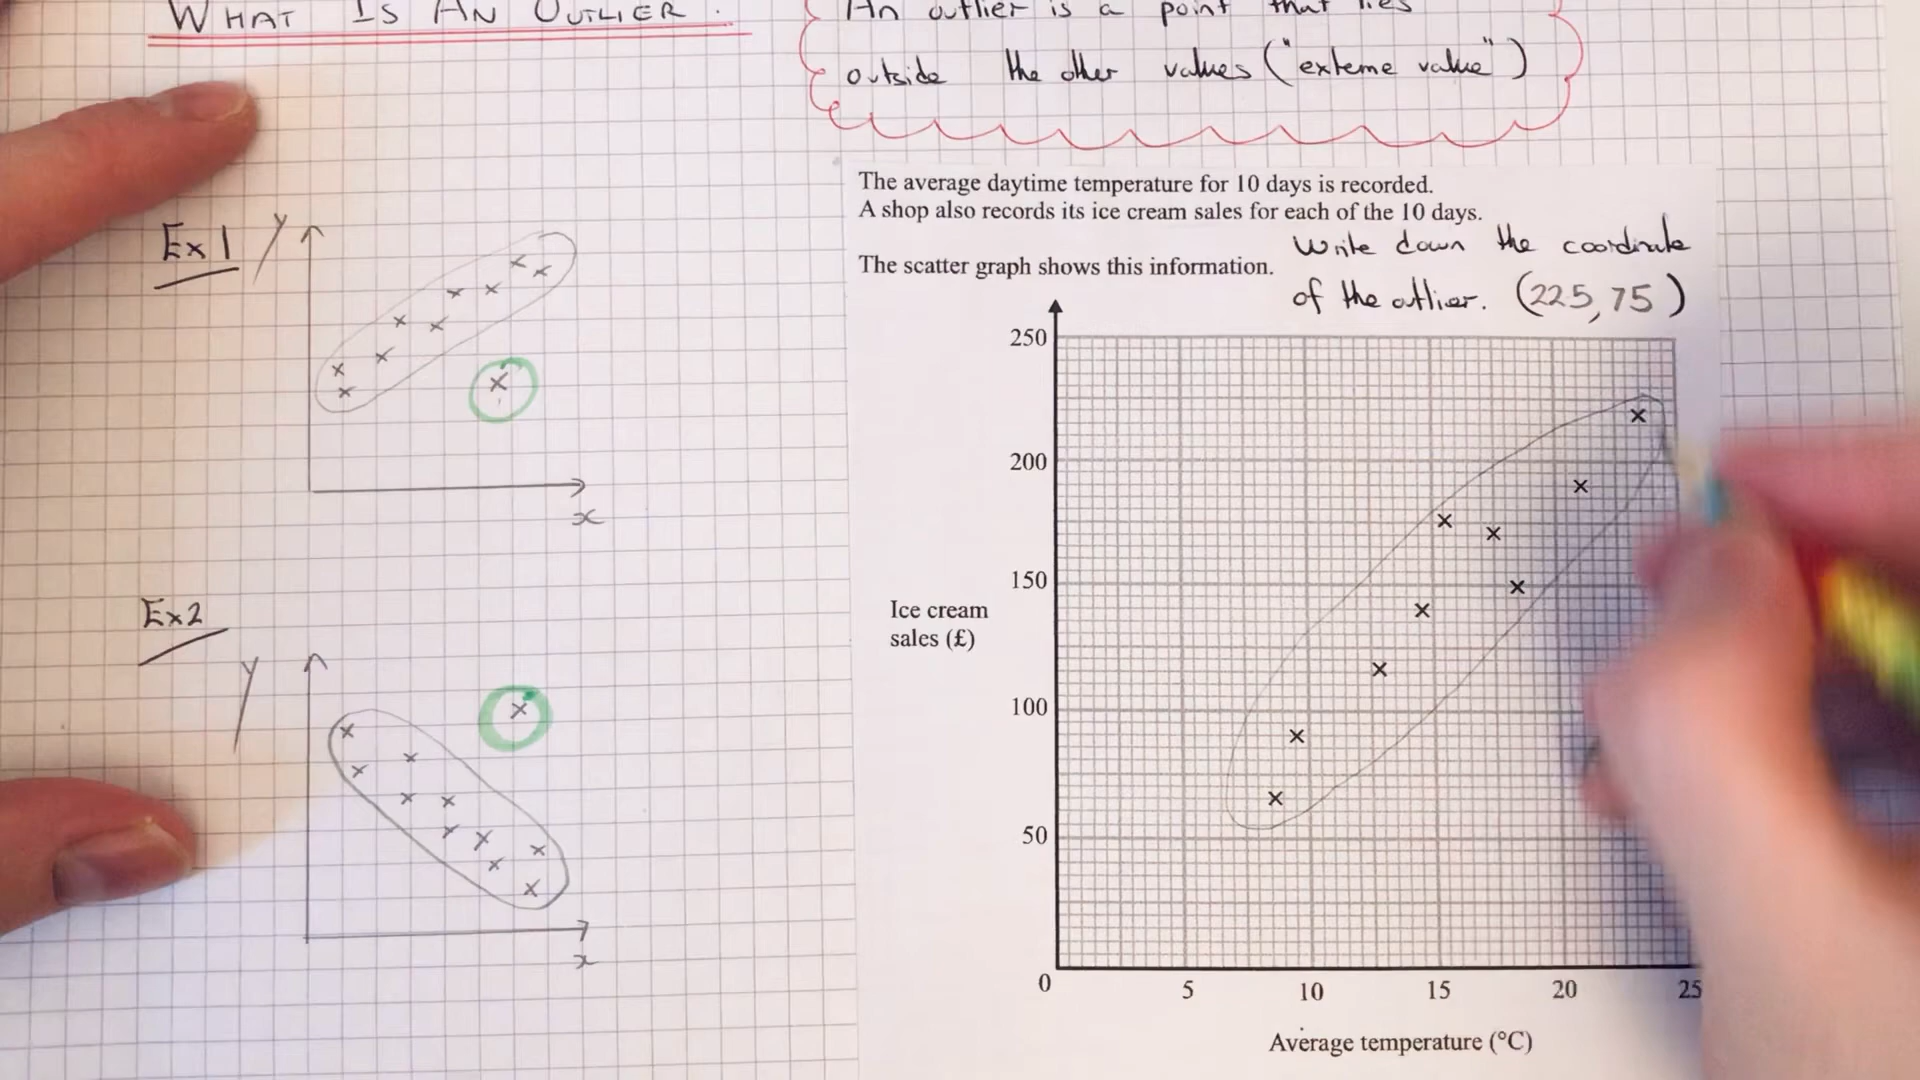 WHAT IS AN OUTLIER.
An outlier is a point that lies
outside the other values ("exteme value")
Ex1
y
x
Ex2
y
x
The average daytime temperature for 10 days is recorded.
A shop also records its ice cream sales for each of the 10 days.
The scatter graph shows this information.
Write down the coordinate
of the outlier. (225, 75)
250
200
150
100
50
0
Ice cream
sales (£)
5 10 15 20 25
Average temperature (°C)